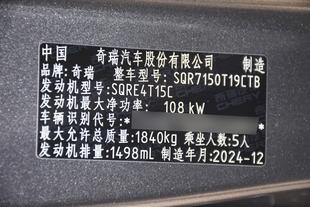 中国 奇瑞汽车股份有限公司 制造
品牌:奇瑞 整车型号:SQR7150T19CTB
发动机型号:SQRE4T15C
发动机最大净功率: 108 kW
车辆识别代号:* *
最大允许总质量:1840kg 乘坐人数:5人
发动机排量:1498mL 制造年月:2024-12